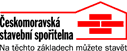 Českomoravská
stavební spořitelna
Na těchto základech můžete stavět